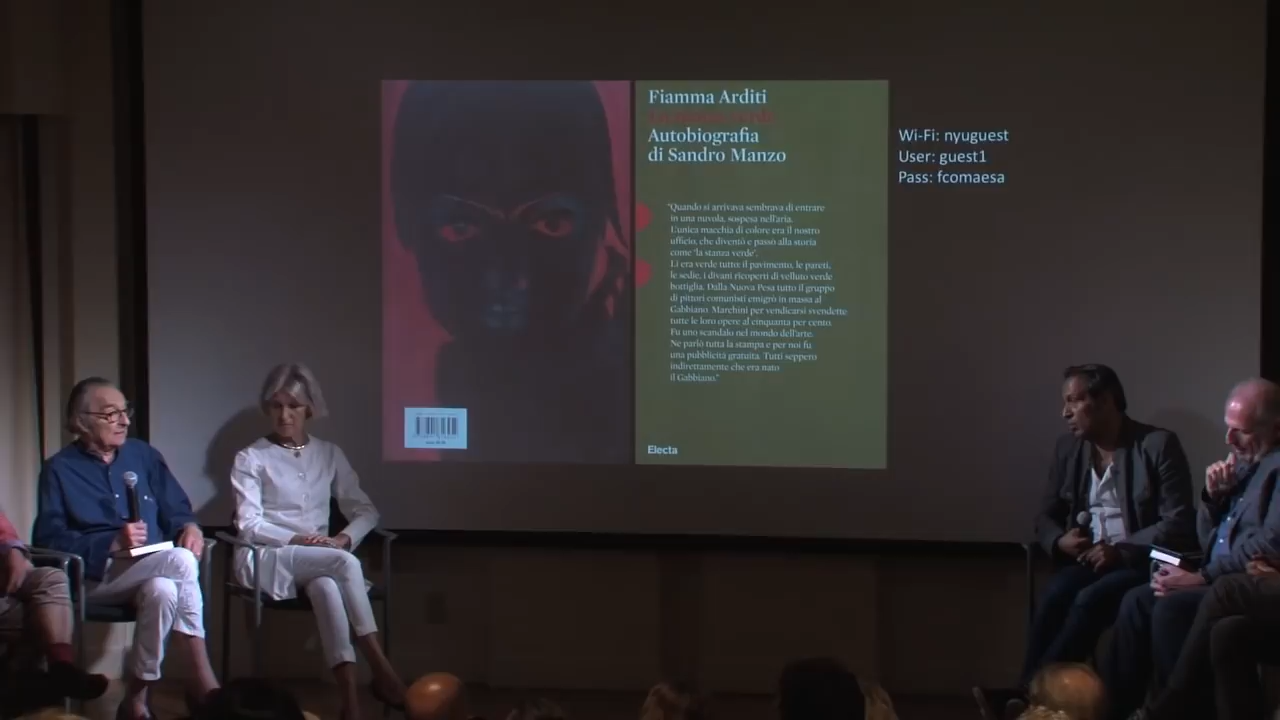 Fiamma Arditi
La stanza verde
Autobiografia
di Sandro Manzo
"Quando si arrivava sembrava di entrare
in una nuvola, sospesa nell'aria.
L'unica macchia di colore era il nostro
ufficio, che diventò e passò alla storia
come 'la stanza verde'.
Lì era verde tutto: il pavimento, le pareti,
le sedie, i divani ricoperti di velluto verde
bottiglia. Dalla Nuova Pesa tutto il gruppo
di pittori comunisti emigrò in massa al
Gabbiano. Marchini per vendicarsi svendette
tutte le loro opere al cinquanta per cento.
Fu uno scandalo nel mondo dell'arte.
Ne parlò tutta la stampa e per noi fu
una pubblicità gratuita. Tutti seppero
indirettamente che era nato
il Gabbiano."
Electa
Wi-Fi: nyuguest
User: guest1
Pass: fcomaesa